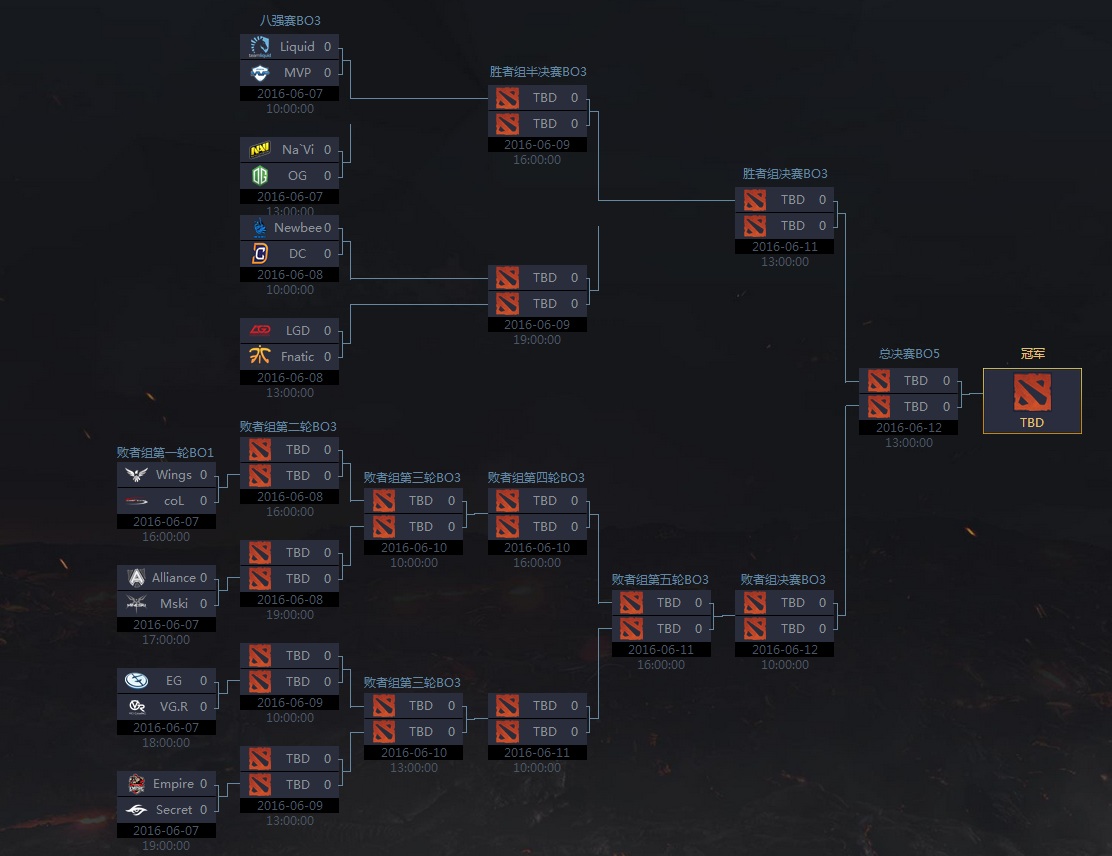 八强赛BO3
Liquid 0
MVP 0
2016-06-07
10:00:00
Na`Vi 0
OG 0
2016-06-07
13:00:00
Newbee 0
DC 0
2016-06-08
10:00:00
LGD 0
Fnatic 0
2016-06-08
13:00:00
胜者组半决赛BO3
TBD 0
TBD 0
2016-06-09
16:00:00
TBD 0
TBD 0
2016-06-09
19:00:00
胜者组决赛BO3
TBD 0
TBD 0
2016-06-11
13:00:00
总决赛BO5
TBD 0
TBD 0
2016-06-12
13:00:00
冠军
TBD
败者组第一轮BO1
Wings 0
coL 0
2016-06-07
16:00:00
Alliance 0
Mski 0
2016-06-07
17:00:00
EG 0
VG.R 0
2016-06-07
18:00:00
Empire 0
Secret 0
2016-06-07
19:00:00
败者组第二轮BO3
TBD 0
TBD 0
2016-06-08
16:00:00
TBD 0
TBD 0
2016-06-08
19:00:00
TBD 0
TBD 0
2016-06-09
10:00:00
TBD 0
TBD 0
2016-06-09
13:00:00
败者组第三轮BO3
TBD 0
TBD 0
2016-06-10
10:00:00
败者组第三轮BO3
TBD 0
TBD 0
2016-06-10
13:00:00
败者组第四轮BO3
TBD 0
TBD 0
2016-06-10
16:00:00
TBD 0
TBD 0
2016-06-11
10:00:00
败者组第五轮BO3
TBD 0
TBD 0
2016-06-11
16:00:00
败者组决赛BO3
TBD 0
TBD 0
2016-06-12
10:00:00